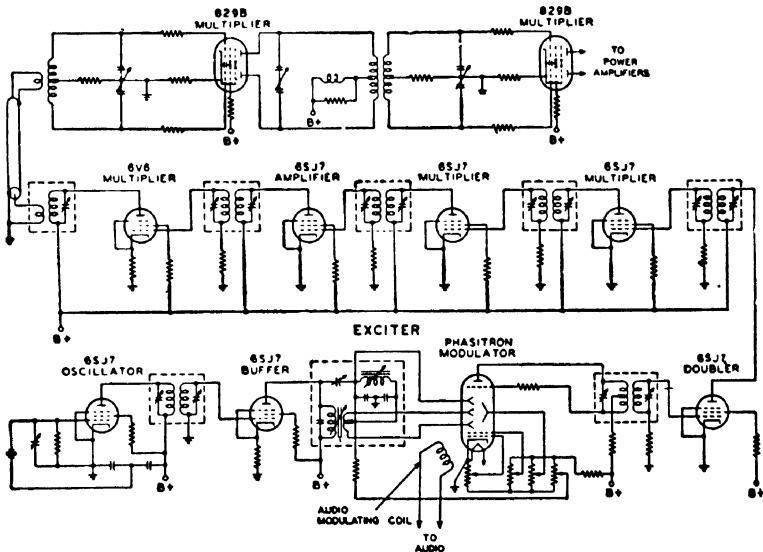 829B
MULTIPLIER
829B
MULTIPLIER
TO
POWER
AMPLIFIERS
B+
B+
B+
6V6
MULTIPLIER
6SJ7
AMPLIFIER
6SJ7
MULTIPLIER
6SJ7
MULTIPLIER
B+
EXCITER
6SJ7
OSCILLATOR
6SJ7
BUFFER
PHASITRON
MODULATOR
6SJ7
DOUBLER
B+
B+
B+
B+
AUDIO
MODULATING COIL
TO
AUDIO